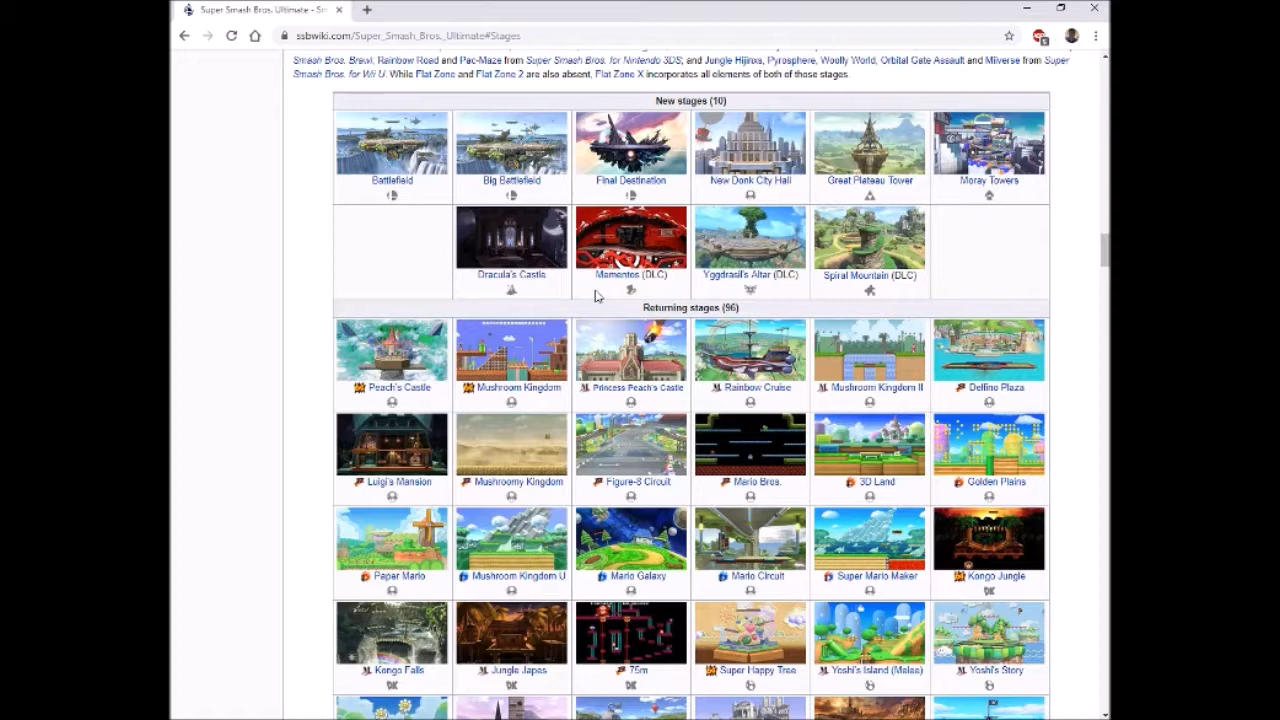 Super Smash Bros. Ultimate - Sm
ssbwiki.com/Super_Smash_Bros._Ultimate#Stages
Smash Bros. Brawl, Rainbow Road and Pac-Maze from Super Smash Bros. for Nintendo 3DS; and Jungle Hijinxs, Pyrosphere, Woolly World, Orbital Gate Assault and Miiverse from Super
Smash Bros. for Wii U. While Flat Zone and Flat Zone 2 are also absent, Flat Zone X incorporates all elements of both of those stages.
New stages (10)
Battlefield Big Battlefield Final Destination New Donk City Hall Great Plateau Tower Moray Towers
Dracula's Castle Mementos (DLC) Yggdrasil's Altar (DLC) Spiral Mountain (DLC)
Returning stages (96)
Peach's Castle Mushroom Kingdom Princess Peach's Castle Rainbow Cruise Mushroom Kingdom II Delfino Plaza
Luigi's Mansion Mushroomy Kingdom Figure-8 Circuit Mario Bros. 3D Land Golden Plains
Paper Mario Mushroom Kingdom U Mario Galaxy Mario Circuit Super Mario Maker Kongo Jungle
DK
Kongo Falls Jungle Japes 75m Super Happy Tree Yoshi's Island (Melee) Yoshi's Story
DK DK DK